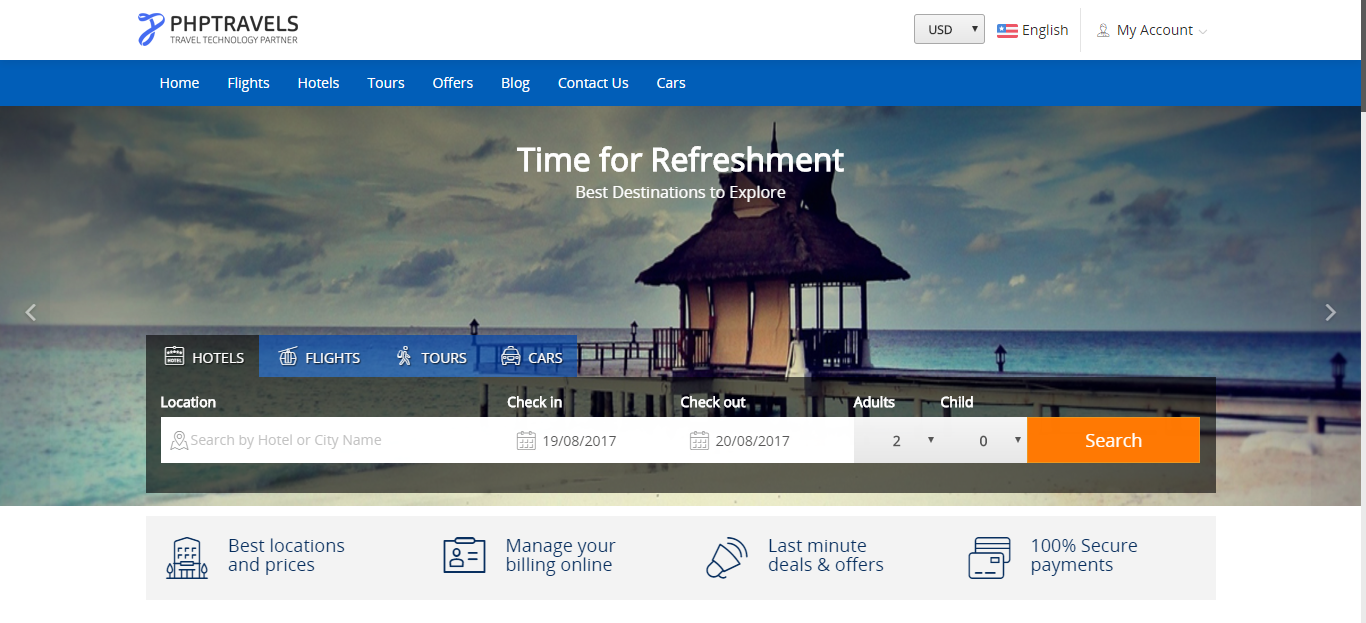 PHPTRAVELS
TRAVEL TECHNOLOGY PARTNER
USD
English
My Account
Home Flights Hotels Tours Offers Blog Contact Us Cars
Time for Refreshment
Best Destinations to Explore
HOTELS FLIGHTS TOURS CARS
Location Check in Check out Adults Child
Search by Hotel or City Name 19/08/2017 20/08/2017 2 0 Search
Best locations
and prices
Manage your
billing online
Last minute
deals & offers
100% Secure
payments